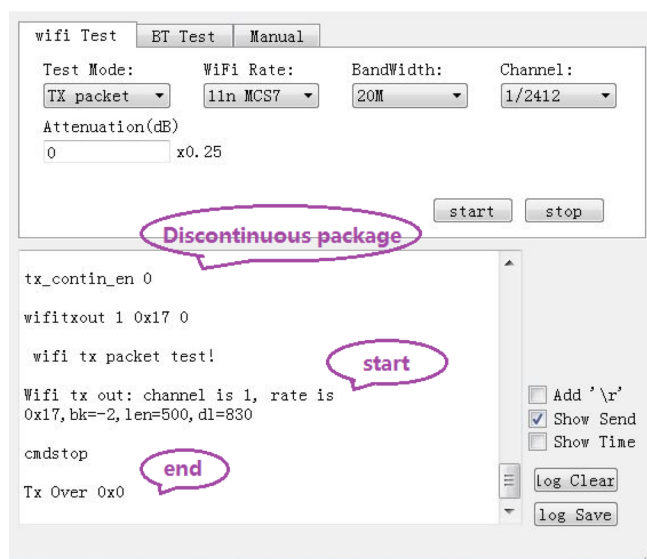 wifi Test BT Test Manual
Test Mode: WiFi Rate: BandWidth: Channel:
TX packet 11n MCS7 20M 1/2412
Attenuation(dB)
0 x0.25
start stop
Discontinuous package
tx_contin_en 0
wifitxout 1 0x17 0
wifi tx packet test!
start
Wifi tx out: channel is 1, rate is
0x17,bk=-2,len=500,dl=830
Add '\r'
Show Send
Show Time
cmdstop
end
Tx Over 0x0
log Clear
log Save